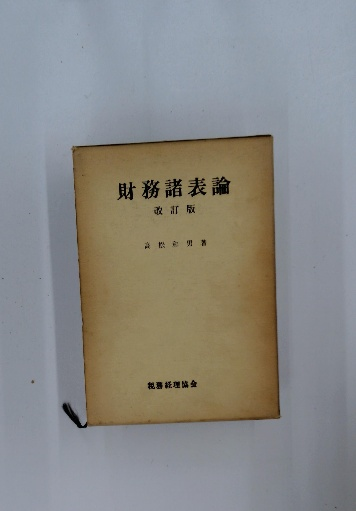 財務諸表論
改訂版
高松和男著
税務経理協会